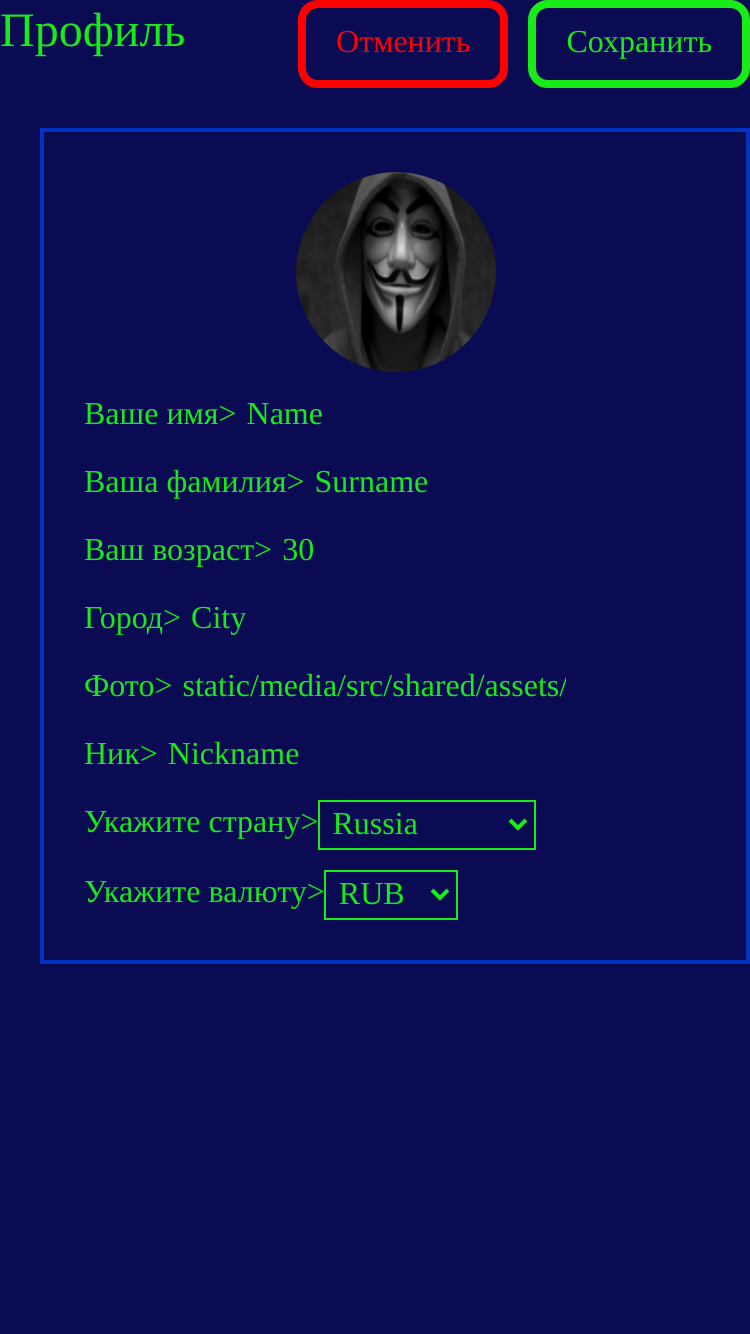 Профиль
Отменить
Сохранить
Ваше имя> Name
Ваша фамилия> Surname
Ваш возраст> 30
Город> City
Фото> static/media/src/shared/assets/
Ник> Nickname
Укажите страну> Russia
Укажите валюту> RUB